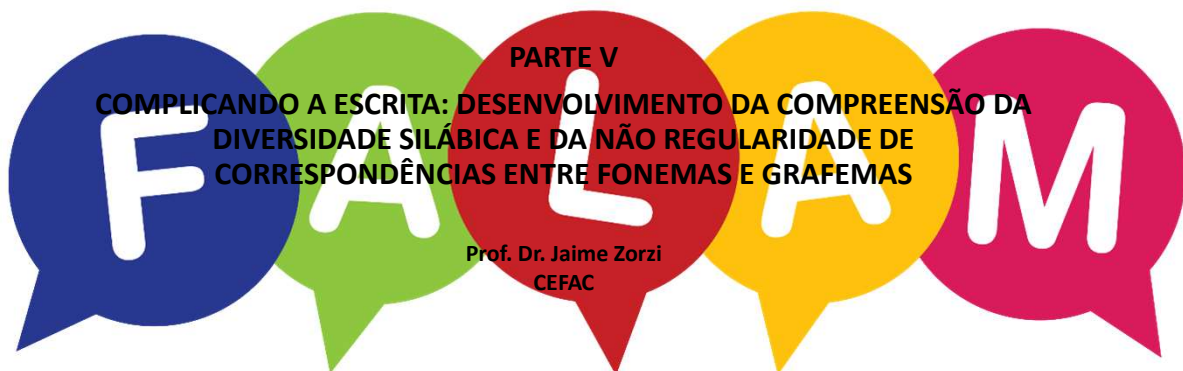 FALAM
PARTE V
COMPLICANDO A ESCRITA: DESENVOLVIMENTO DA COMPREENSÃO DA
DIVERSIDADE SILÁBICA E DA NÃO REGULARIDADE DE
CORRESPONDÊNCIAS ENTRE FONEMAS E GRAFEMAS
Prof. Dr. Jaime Zorzi
CEFAC